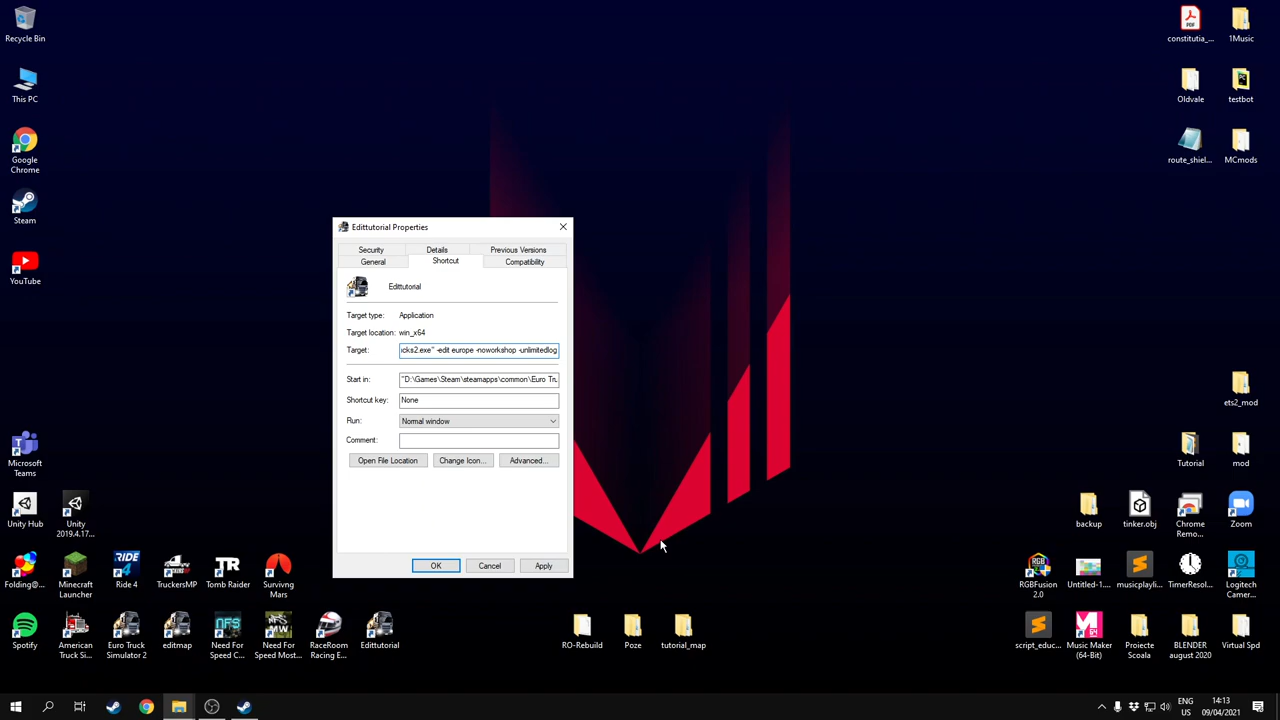 Recycle Bin
This PC
Google
Chrome
Steam
YouTube
Microsoft
Teams
Unity Hub
Unity
2019.4.17...
Folding@...
Minecraft
Launcher
Ride 4
TruckersMP
Tomb Raider
Survivng
Mars
Spotify
American
Truck Si...
Euro Truck
Simulator 2
editmap
Need For
Speed C...
Need For
Speed Most...
RaceRoom
Racing E...
Edittutorial
RO-Rebuild
Poze
tutorial_map
Edittutorial Properties
Security
Details
Previous Versions
General
Shortcut
Compatibility
Edittutorial
Target type:
Application
Target location:
win_x64
Target:
ucks2.exe" -edit europe -noworkshop -unlimitedlog
Start in:
"D:\Games\Steam\steamapps\common\Euro Tru
Shortcut key:
None
Run:
Normal window
Comment:
Open File Location
Change Icon...
Advanced...
OK
Cancel
Apply
constitutia_...
1Music
Oldvale
testbot
route_shiel...
MCmods
ets2_mod
Tutorial
mod
backup
tinker.obj
Chrome
Remo...
Zoom
RGBFusion
2.0
Untitled-1....
musicplayli...
TimerResol...
Logitech
Camer...
script_educ...
Music Maker
(64-Bit)
Proiecte
Scoala
BLENDER
august 2020
Virtual Spd
ENG
US
14:13
09/04/2021